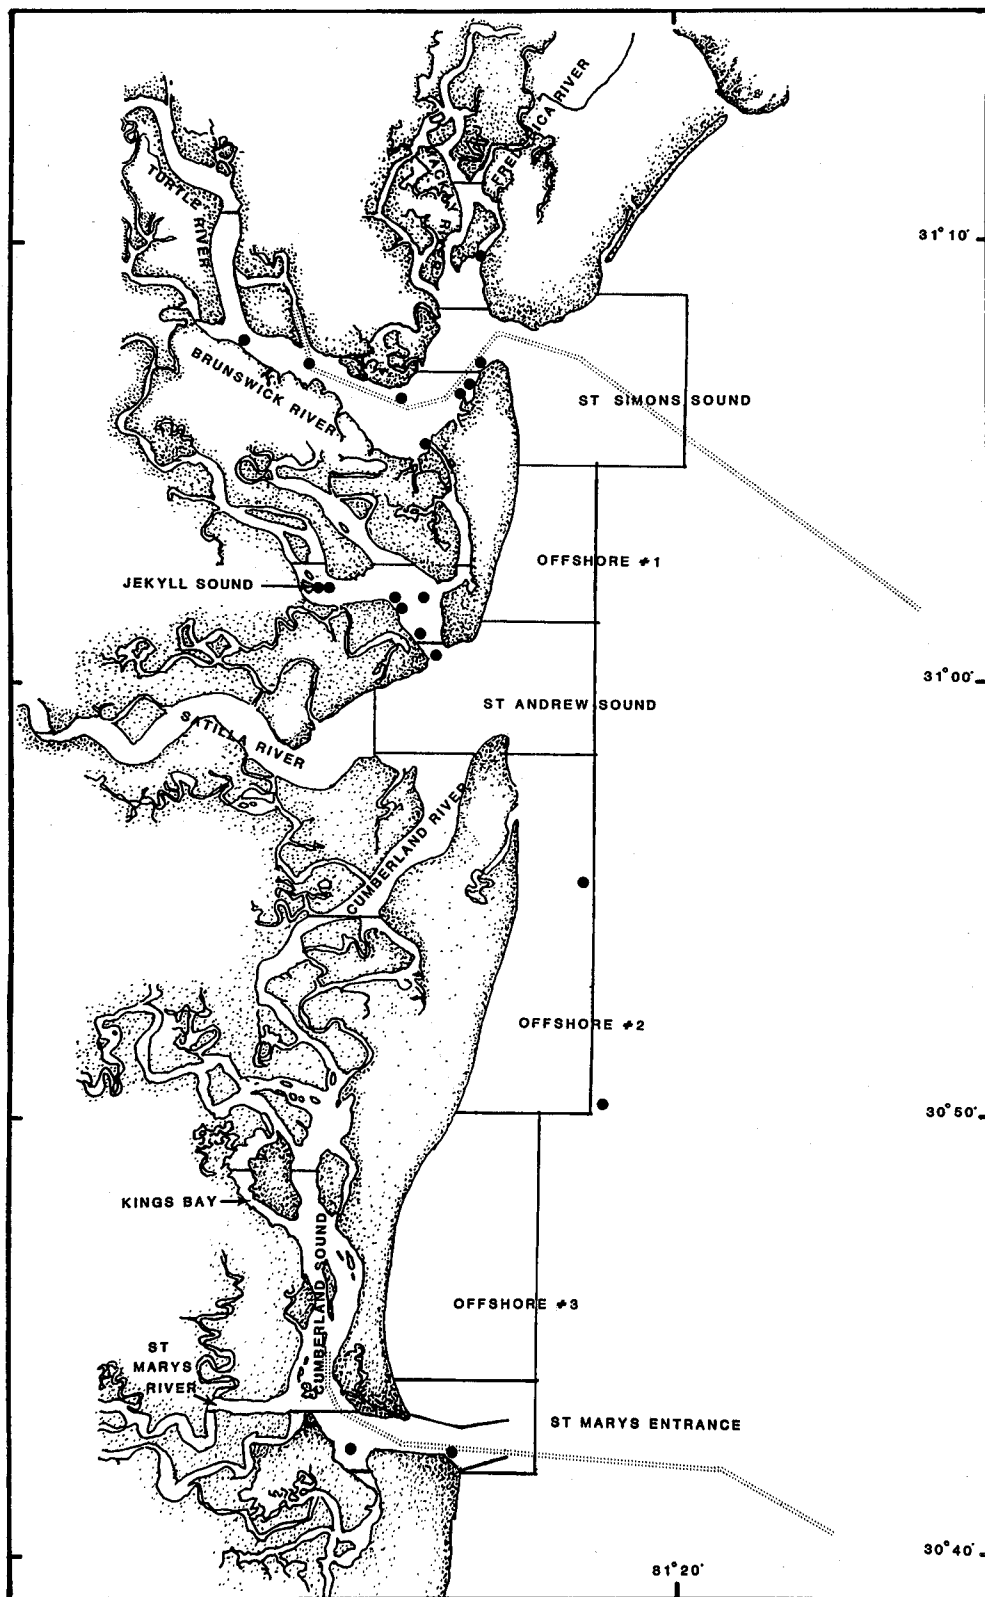 FREDERICA RIVER
MACKAY RIVER
TURTLE RIVER
31°10'
BRUNSWICK RIVER
ST SIMONS SOUND
OFFSHORE #1
JEKYLL SOUND
31°00'
ST ANDREW SOUND
SATILLA RIVER
CUMBERLAND RIVER
OFFSHORE #2
30°50'
KINGS BAY
CUMBERLAND SOUND
OFFSHORE #3
ST
MARYS
RIVER
ST MARYS ENTRANCE
30°40'
81°20'